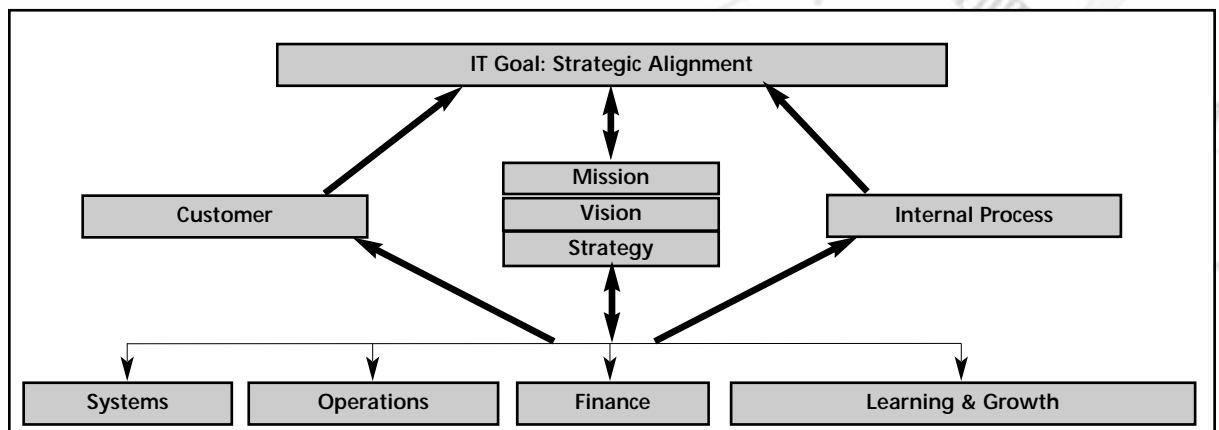 IT Goal: Strategic Alignment
Mission
Customer
Vision
Internal Process
Strategy
Systems
Operations
Finance
Learning & Growth